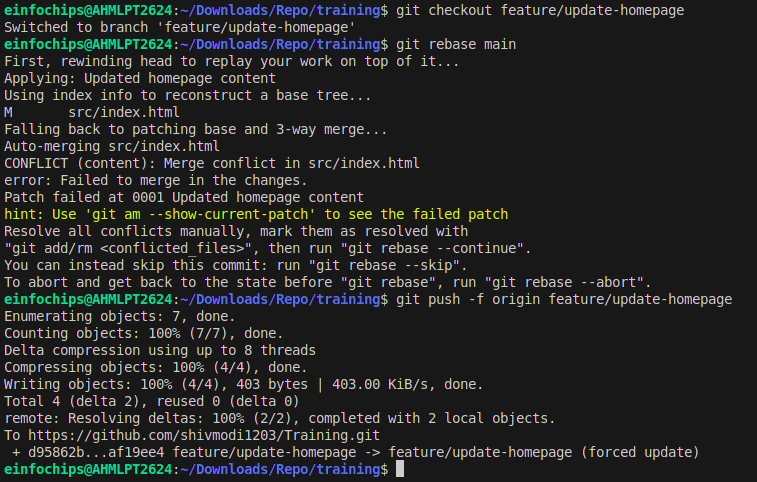 einfochips@AHMLPT2624:~/Downloads/Repo/training$ git checkout feature/update-homepage
Switched to branch 'feature/update-homepage'
einfochips@AHMLPT2624:~/Downloads/Repo/training$ git rebase main
First, rewinding head to replay your work on top of it...
Applying: Updated homepage content
Using index info to reconstruct a base tree...
M       src/index.html
Falling back to patching base and 3-way merge...
Auto-merging src/index.html
CONFLICT (content): Merge conflict in src/index.html
error: Failed to merge in the changes.
Patch failed at 0001 Updated homepage content
hint: Use 'git am --show-current-patch' to see the failed patch
Resolve all conflicts manually, mark them as resolved with
"git add/rm <conflicted_files>", then run "git rebase --continue".
You can instead skip this commit: run "git rebase --skip".
To abort and get back to the state before "git rebase", run "git rebase --abort".
einfochips@AHMLPT2624:~/Downloads/Repo/training$ git push -f origin feature/update-homepage
Enumerating objects: 7, done.
Counting objects: 100% (7/7), done.
Delta compression using up to 8 threads
Compressing objects: 100% (4/4), done.
Writing objects: 100% (4/4), 403 bytes | 403.00 KiB/s, done.
Total 4 (delta 2), reused 0 (delta 0)
remote: Resolving deltas: 100% (2/2), completed with 2 local objects.
To https://github.com/shivmodi1203/Training.git
 + d95862b...af19ee4 feature/update-homepage -> feature/update-homepage (forced update)
einfochips@AHMLPT2624:~/Downloads/Repo/training$